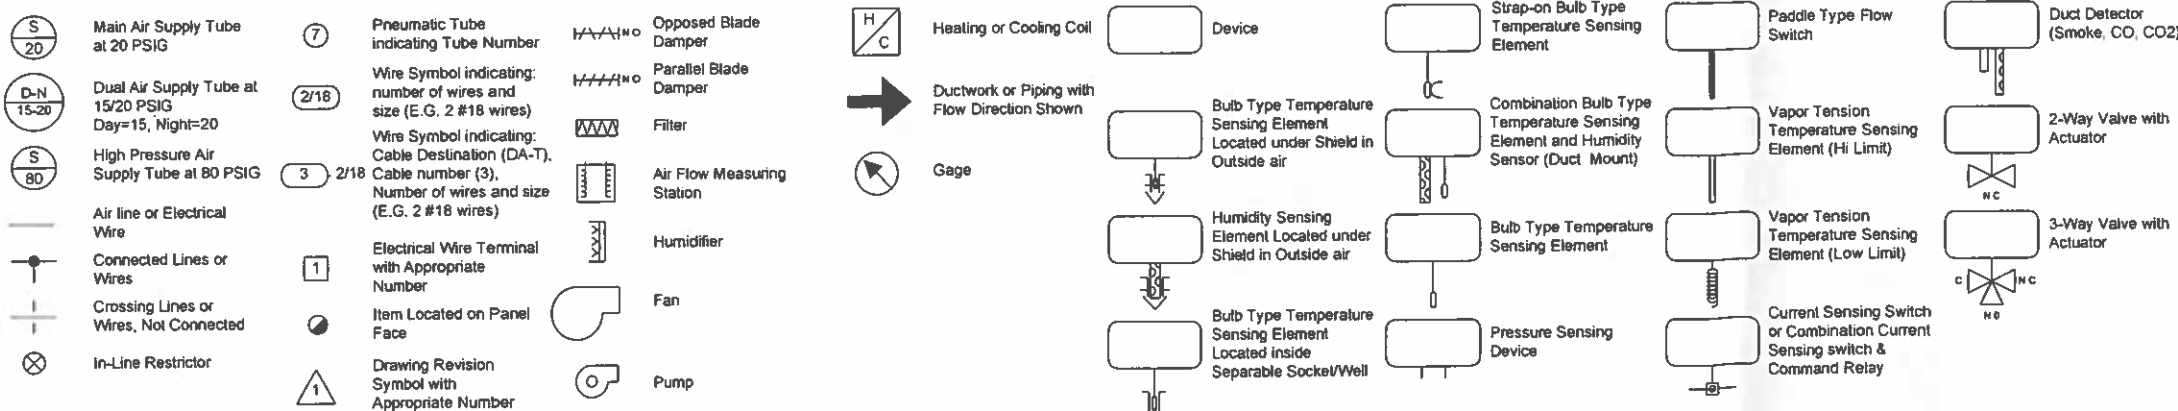 S
20
Main Air Supply Tube
at 20 PSIG
D-N
15-20
Dual Air Supply Tube at
15/20 PSIG
Day=15, Night=20
S
80
High Pressure Air
Supply Tube at 80 PSIG
Air line or Electrical
Wire
Connected Lines or
Wires
Crossing Lines or
Wires, Not Connected
In-Line Restrictor
7
Pneumatic Tube
indicating Tube Number
2/18
Wire Symbol indicating:
number of wires and
size (E.G. 2 #18 wires)
3
2/18
Wire Symbol indicating:
Cable Destination (DA-T),
Cable number (3),
Number of wires and size
(E.G. 2 #18 wires)
1
Electrical Wire Terminal
with Appropriate
Number
Item Located on Panel
Face
1
Drawing Revision
Symbol with
Appropriate Number
NO
Opposed Blade
Damper
NO
Parallel Blade
Damper
Filter
Air Flow Measuring
Station
Humidifier
Fan
Pump
H
C
Heating or Cooling Coil
Ductwork or Piping with
Flow Direction Shown
Gage
Device
Bulb Type Temperature
Sensing Element
Located under Shield in
Outside air
Humidity Sensing
Element Located under
Shield in Outside air
Bulb Type Temperature
Sensing Element
Located inside
Separable Socket/Well
Strap-on Bulb Type
Temperature Sensing
Element
Combination Bulb Type
Temperature Sensing
Element and Humidity
Sensor (Duct Mount)
Bulb Type Temperature
Sensing Element
Pressure Sensing
Device
Paddle Type Flow
Switch
Vapor Tension
Temperature Sensing
Element (Hi Limit)
Vapor Tension
Temperature Sensing
Element (Low Limit)
Current Sensing Switch
or Combination Current
Sensing switch &
Command Relay
Duct Detector
(Smoke, CO, CO2)
2-Way Valve with
Actuator
NC
3-Way Valve with
Actuator
C
NC
NO